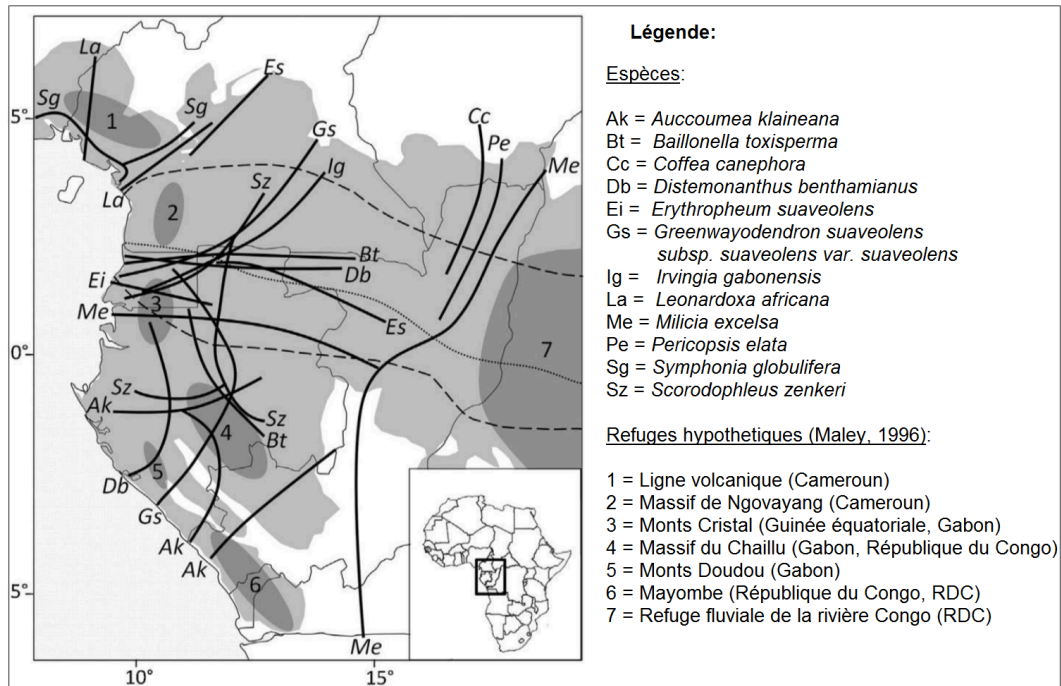 La
Es
Sg
Sg
5°
1
Gs
Cc
Pe
Ig
Me
Sz
La
2
Bt
Db
Ei
3
Me
Es
7
0°
Sz
Ak
Sz
4
Bt
5
Db
Gs
Ak
Ak
6
5°
Me
10°
15°
Légende:
Espèces:
Ak = Auccoumea klaineana
Bt = Baillonella toxisperma
Cc = Coffea canephora
Db = Distemonanthus benthamianus
Ei = Erythropheum suaveolens
Gs = Greenwayodendron suaveolens
subsp. suaveolens var. suaveolens
Ig = Irvingia gabonensis
La = Leonardoxa africana
Me = Milicia excelsa
Pe = Pericopsis elata
Sg = Symphonia globulifera
Sz = Scorodophleus zenkeri
Refuges hypothetiques (Maley, 1996):
1 = Ligne volcanique (Cameroun)
2 = Massif de Ngovayang (Cameroun)
3 = Monts Cristal (Guinée équatoriale, Gabon)
4 = Massif du Chaillu (Gabon, République du Congo)
5 = Monts Doudou (Gabon)
6 = Mayombe (République du Congo, RDC)
7 = Refuge fluviale de la rivière Congo (RDC)